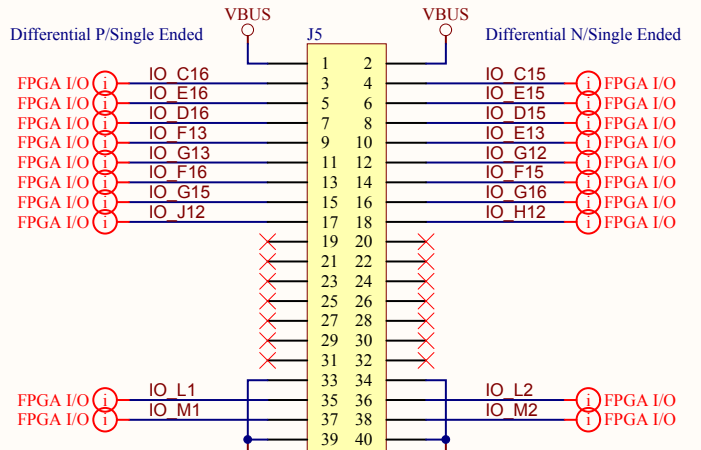 VBUS VBUS
Differential P/Single Ended J5 Differential N/Single Ended
1 2
FPGA I/O i IO_C16 3 4 IO_C15 i FPGA I/O
FPGA I/O i IO_E16 5 6 IO_E15 i FPGA I/O
FPGA I/O i IO_D16 7 8 IO_D15 i FPGA I/O
FPGA I/O i IO_F13 9 10 IO_E13 i FPGA I/O
FPGA I/O i IO_G13 11 12 IO_G12 i FPGA I/O
FPGA I/O i IO_F16 13 14 IO_F15 i FPGA I/O
FPGA I/O i IO_G15 15 16 IO_G16 i FPGA I/O
FPGA I/O i IO_J12 17 18 IO_H12 i FPGA I/O
19 20
21 22
23 24
25 26
27 28
29 30
31 32
33 34
FPGA I/O i IO_L1 35 36 IO_L2 i FPGA I/O
FPGA I/O i IO_M1 37 38 IO_M2 i FPGA I/O
39 40